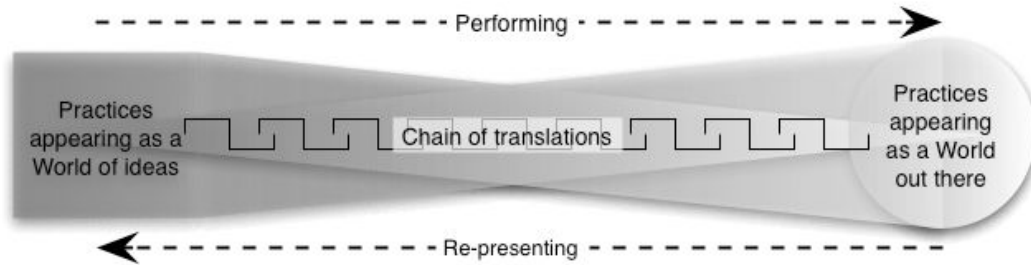 Performing
Practices
appearing as a
World of ideas
Chain of translations
Practices
appearing
as a World
out there
Re-presenting